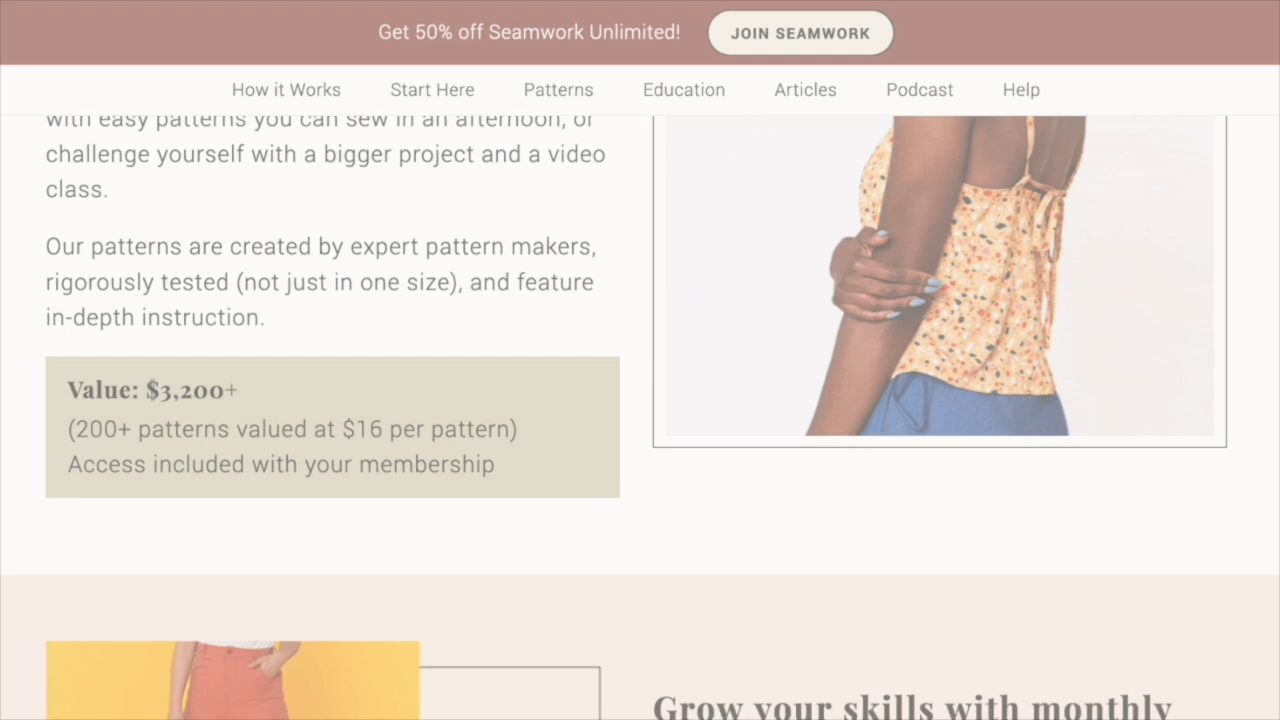 Get 50% off Seamwork Unlimited!
JOIN SEAMWORK
How it Works
Start Here
Patterns
Education
Articles
Podcast
Help
with easy patterns you can sew in an afternoon, or
challenge yourself with a bigger project and a video
class.
Our patterns are created by expert pattern makers,
rigorously tested (not just in one size), and feature
in-depth instruction.
Value: $3,200+
(200+ patterns valued at $16 per pattern)
Access included with your membership
Grow your skills with monthly